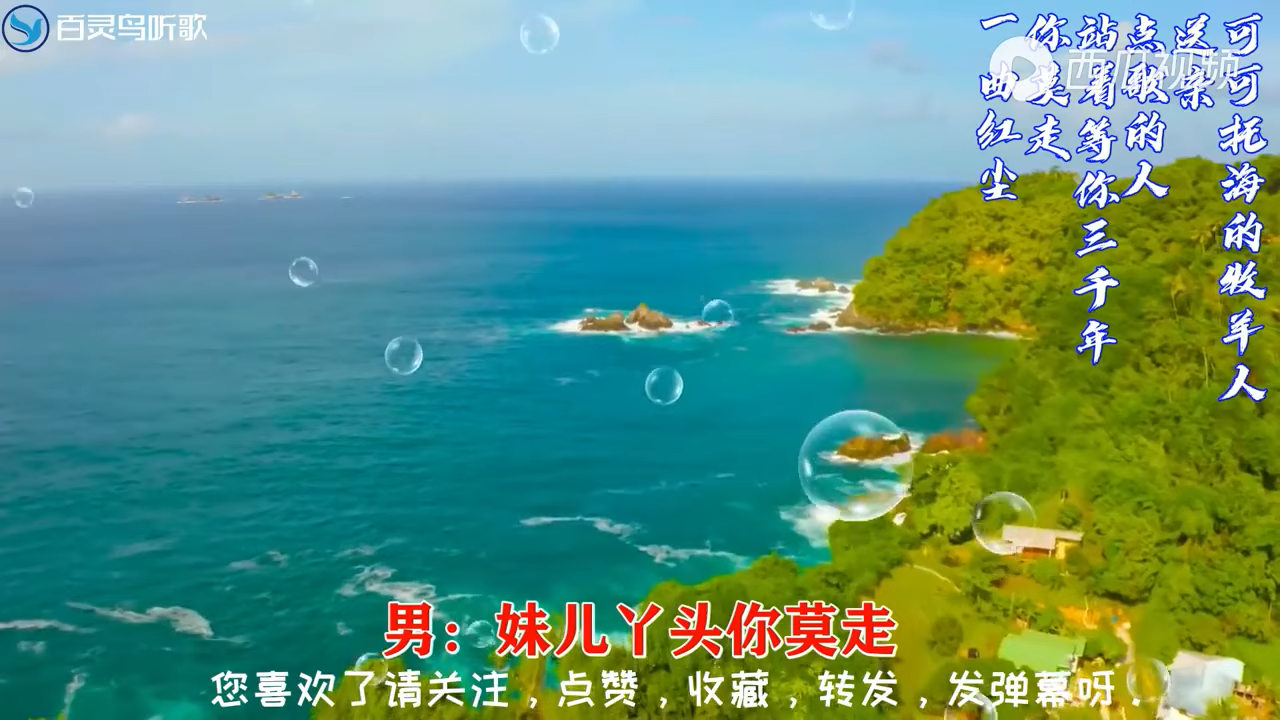 百灵鸟听歌
西瓜视频
可可托海的牧羊人
送亲
点歌的人
站着等你三千年
你莫走
一曲红尘
男：妹儿丫头你莫走
您喜欢了请关注，点赞，收藏，转发，发弹幕呀．